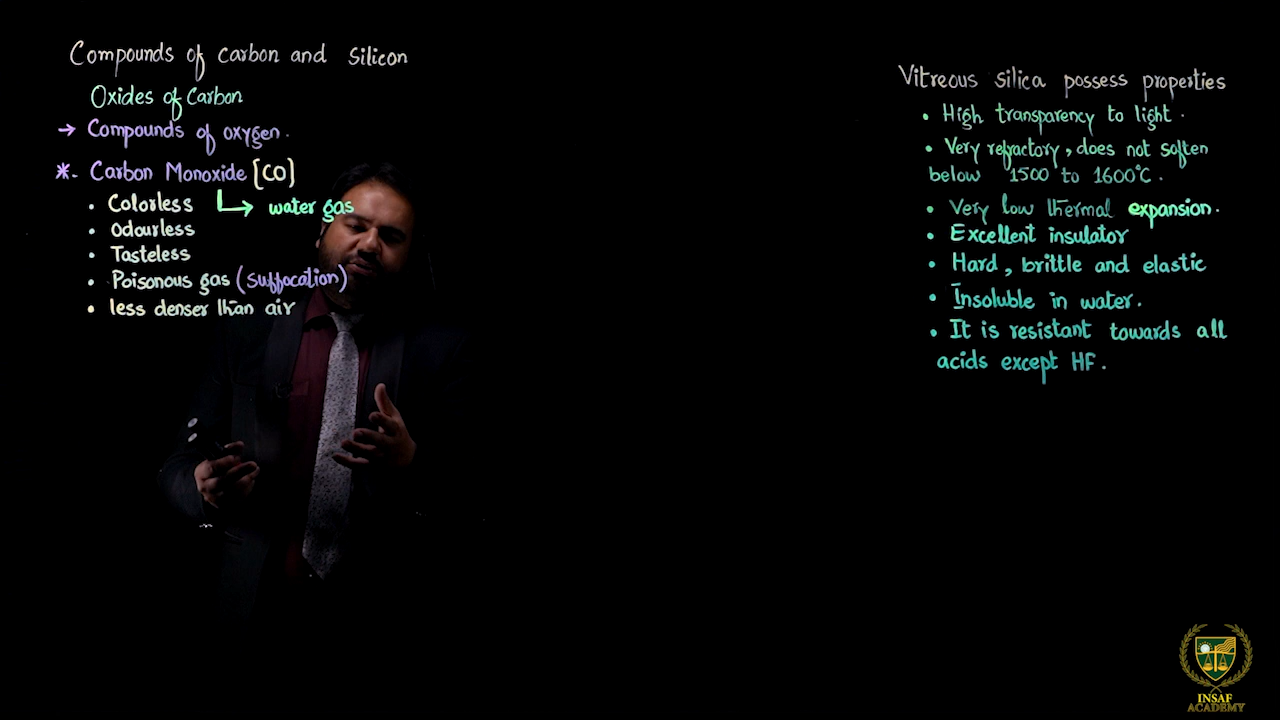 Compounds of Carbon and Silicon
Oxides of Carbon
→ Compounds of oxygen.
*- Carbon Monoxide [CO]
• Colorless → water gas
• Odourless
• Tasteless
• Poisonous gas (suffocation)
• less denser than air
Vitreous silica possess properties
• High transparency to light.
• Very refractory, does not soften
below 1500 to 1600°C.
• Very low thermal expansion.
• Excellent insulator
• Hard, brittle and elastic
• Insoluble in water.
• It is resistant towards all
acids except HF.
INSAF
ACADEMY